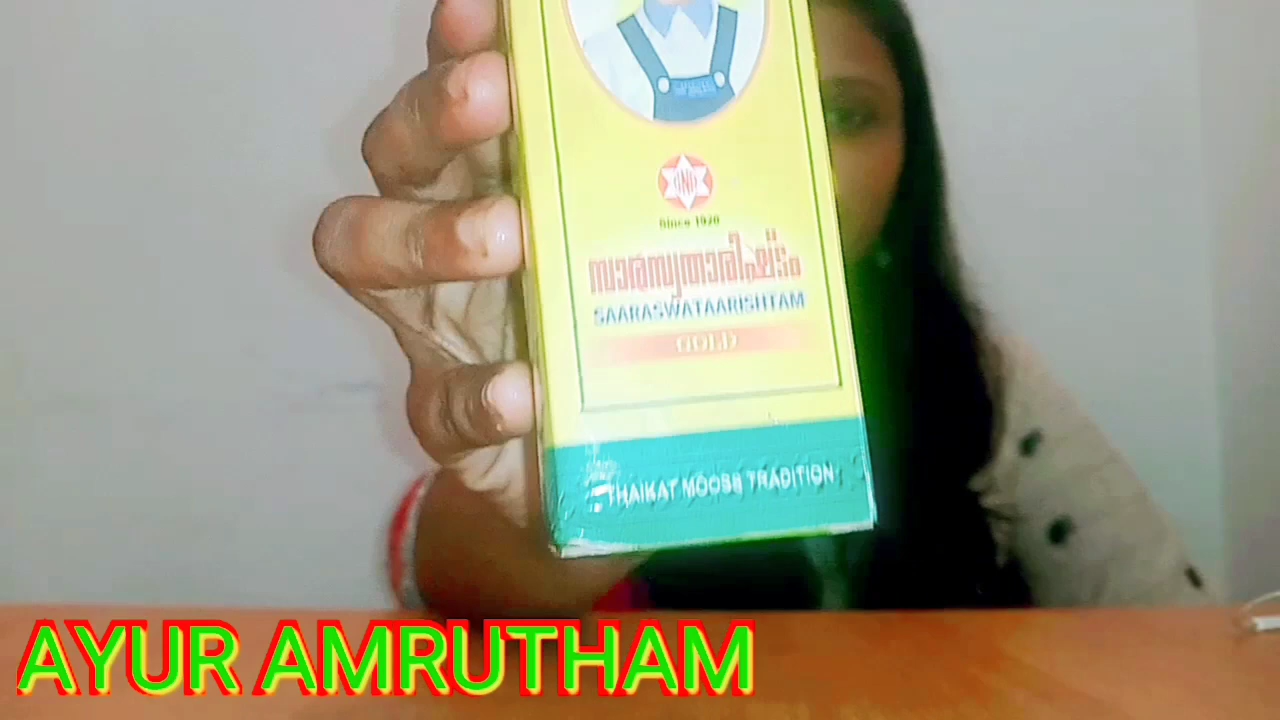 Since 1920
സാരസ്വതാരിഷ്ടം
SAARASWATAARISHTAM
GOLD
THAIKAT MOOSS TRADITION
AYUR AMRUTHAM